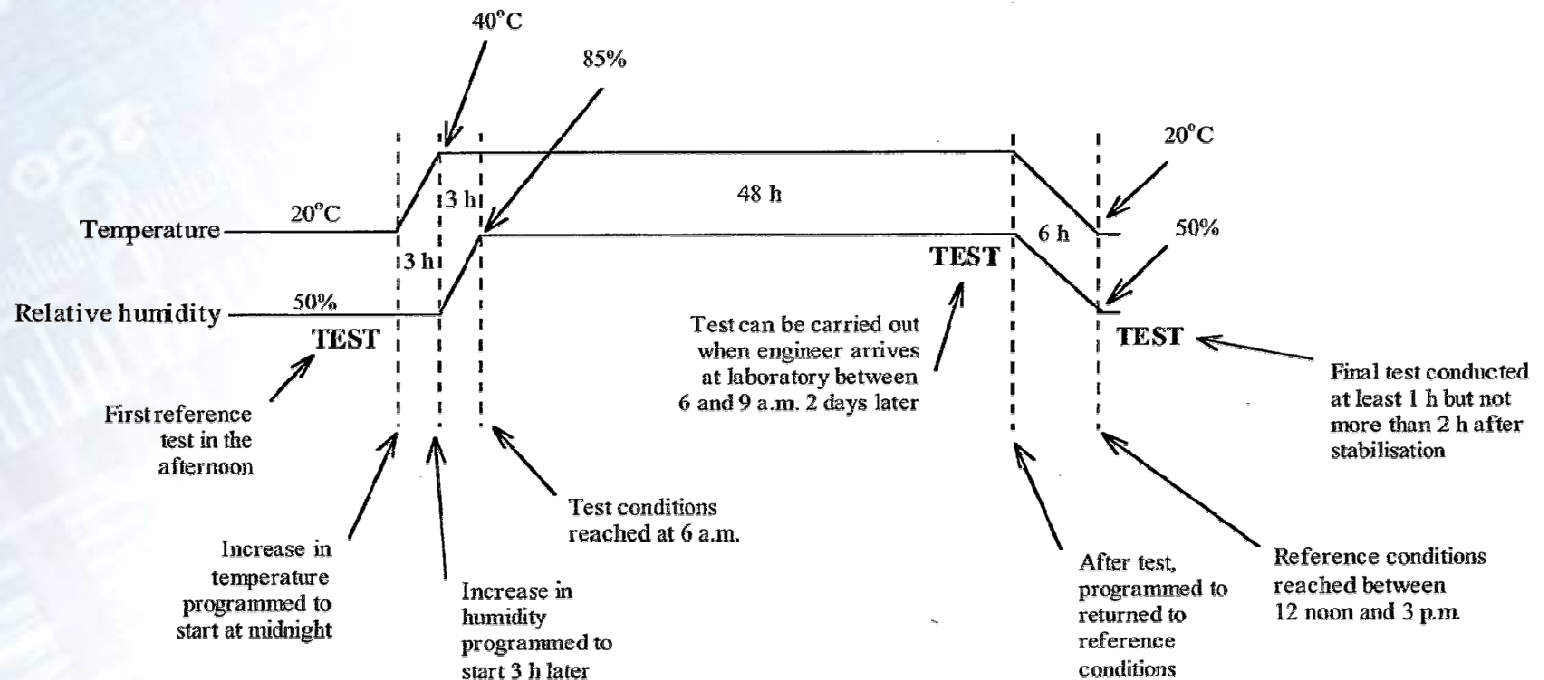 40°C
85%
20°C
3 h
48 h
Temperature
20°C
6 h
50%
3 h
TEST
Relative humidity
50%
TEST
TEST
Test can be carried out
when engineer arrives
at laboratory between
6 and 9 a.m. 2 days later
Final test conducted
at least 1 h but not
more than 2 h after
stabilisation
First reference
test in the
afternoon
Test conditions
reached at 6 a.m.
Increase in
temperature
programmed to
start at midnight
Increase in
humidity
programmed to
start 3 h later
After test,
programmed to
returned to
reference
conditions
Reference conditions
reached between
12 noon and 3 p.m.